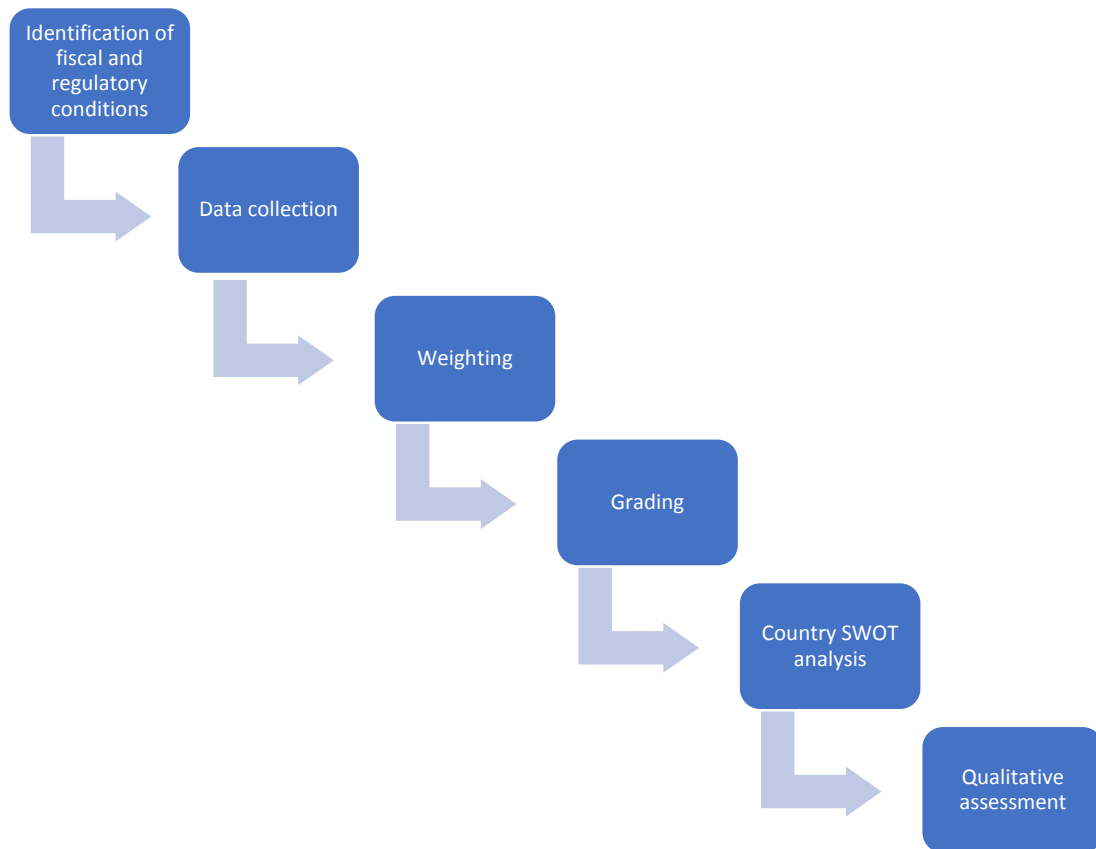 Identification of
fiscal and
regulatory
conditions
Data collection
Weighting
Grading
Country SWOT
analysis
Qualitative
assessment